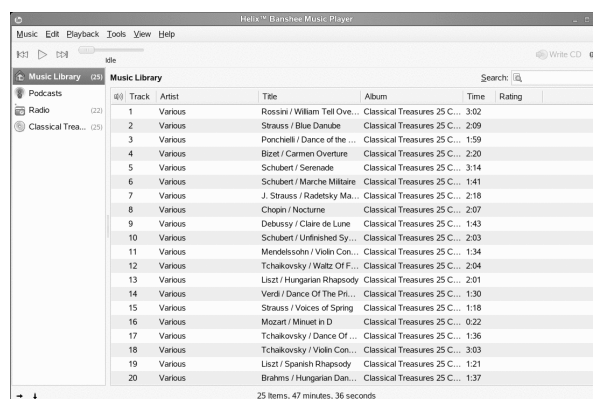 Helix™ Banshee Music Player
Music Edit Playback Tools View Help
Idle
Write CD
Music Library (25)
Podcasts
Radio (22)
Classical Trea... (25)
Music Library Search:
Track Artist Title Album Time Rating
1 Various Rossini / William Tell Ove... Classical Treasures 25 C... 3:02
2 Various Strauss / Blue Danube Classical Treasures 25 C... 2:09
3 Various Ponchielli / Dance of the ... Classical Treasures 25 C... 1:59
4 Various Bizet / Carmen Overture Classical Treasures 25 C... 2:20
5 Various Schubert / Serenade Classical Treasures 25 C... 3:14
6 Various Schubert / Marche Militaire Classical Treasures 25 C... 1:41
7 Various J. Strauss / Radetsky Ma... Classical Treasures 25 C... 2:18
8 Various Chopin / Nocturne Classical Treasures 25 C... 2:07
9 Various Debussy / Claire de Lune Classical Treasures 25 C... 1:43
10 Various Schubert / Unfinished Sy... Classical Treasures 25 C... 2:03
11 Various Mendelssohn / Violin Con... Classical Treasures 25 C... 1:34
12 Various Tchaikovsky / Waltz Of F... Classical Treasures 25 C... 2:04
13 Various Liszt / Hungarian Rhapsody Classical Treasures 25 C... 2:01
14 Various Verdi / Dance Of The Pri... Classical Treasures 25 C... 1:30
15 Various Strauss / Voices of Spring Classical Treasures 25 C... 1:18
16 Various Mozart / Minuet in D Classical Treasures 25 C... 0:22
17 Various Tchaikovsky / Dance Of ... Classical Treasures 25 C... 1:36
18 Various Tchaikovsky / Violin Con... Classical Treasures 25 C... 3:03
19 Various Liszt / Spanish Rhapsody Classical Treasures 25 C... 1:21
20 Various Brahms / Hungarian Dan... Classical Treasures 25 C... 1:37
25 Items, 47 minutes, 36 seconds